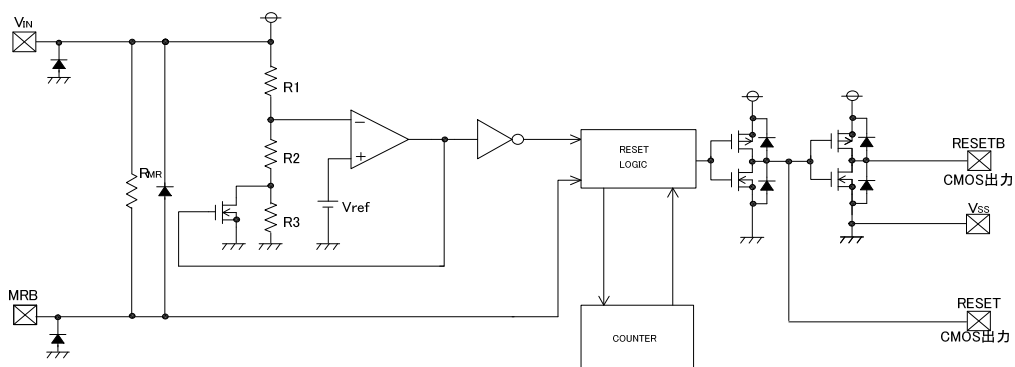 VIN
R1
R2
R3
RMR
Vref
−
+
RESET
LOGIC
COUNTER
RESETB
CMOS出力
VSS
MRB
RESET
CMOS出力